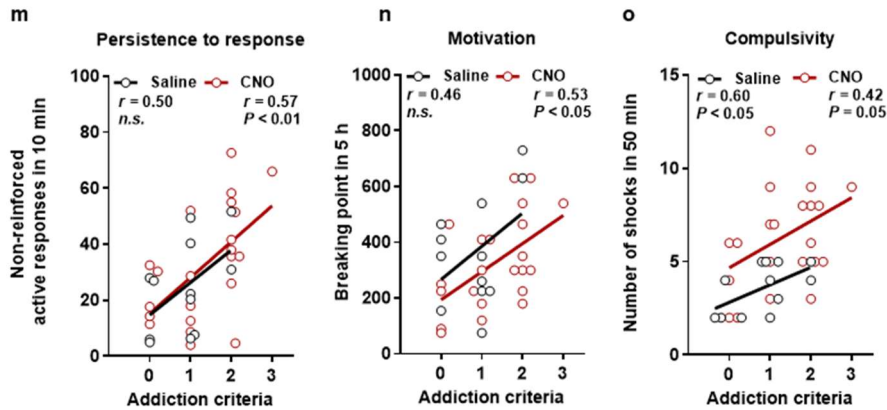 m
Persistence to response
Saline
CNO
r = 0.50
n.s.
r = 0.57
P < 0.01
100
80
60
40
20
0
Non-reinforced
active responses in 10 min
0 1 2 3
Addiction criteria
n
Motivation
Saline
CNO
r = 0.46
n.s.
r = 0.53
P < 0.05
1000
800
600
400
200
0
Breaking point in 5 h
0 1 2 3
Addiction criteria
o
Compulsivity
Saline
CNO
r = 0.60
P < 0.05
r = 0.42
P = 0.05
15
10
5
0
Number of shocks in 50 min
0 1 2 3
Addiction criteria